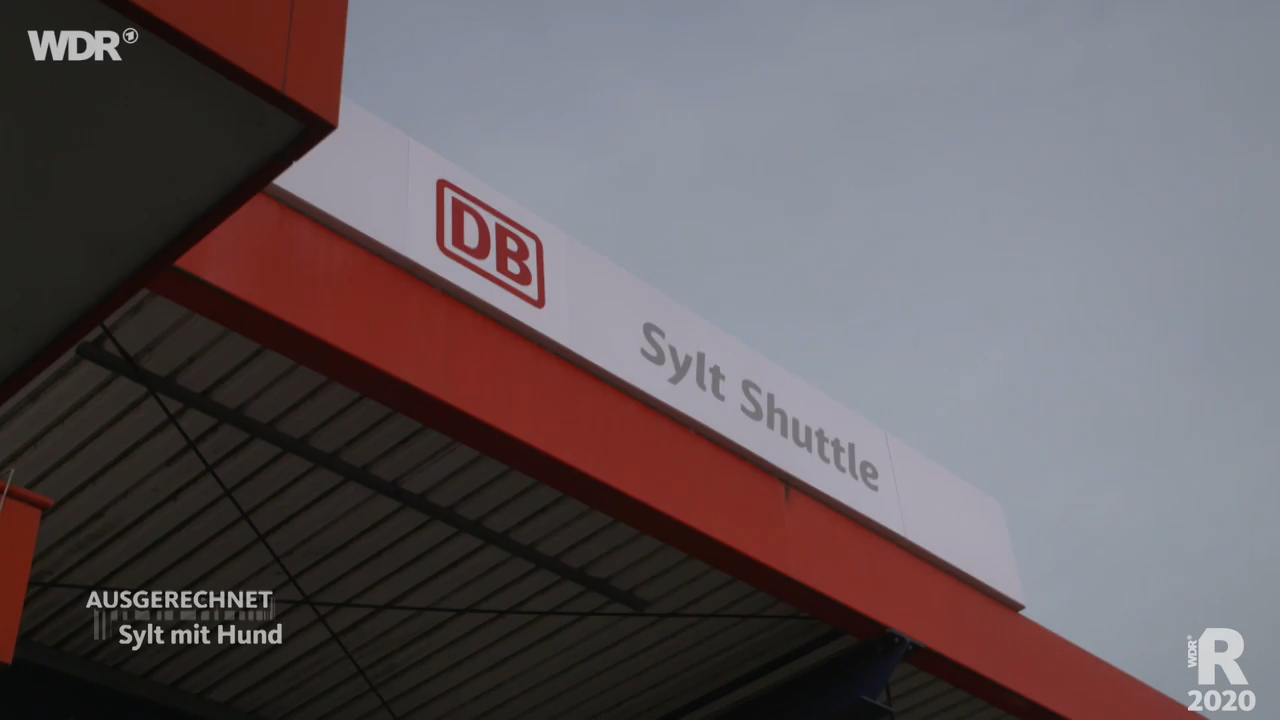 WDR
DB
Sylt Shuttle
AUSGERECHNET
Sylt mit Hund
WDR
R
2020